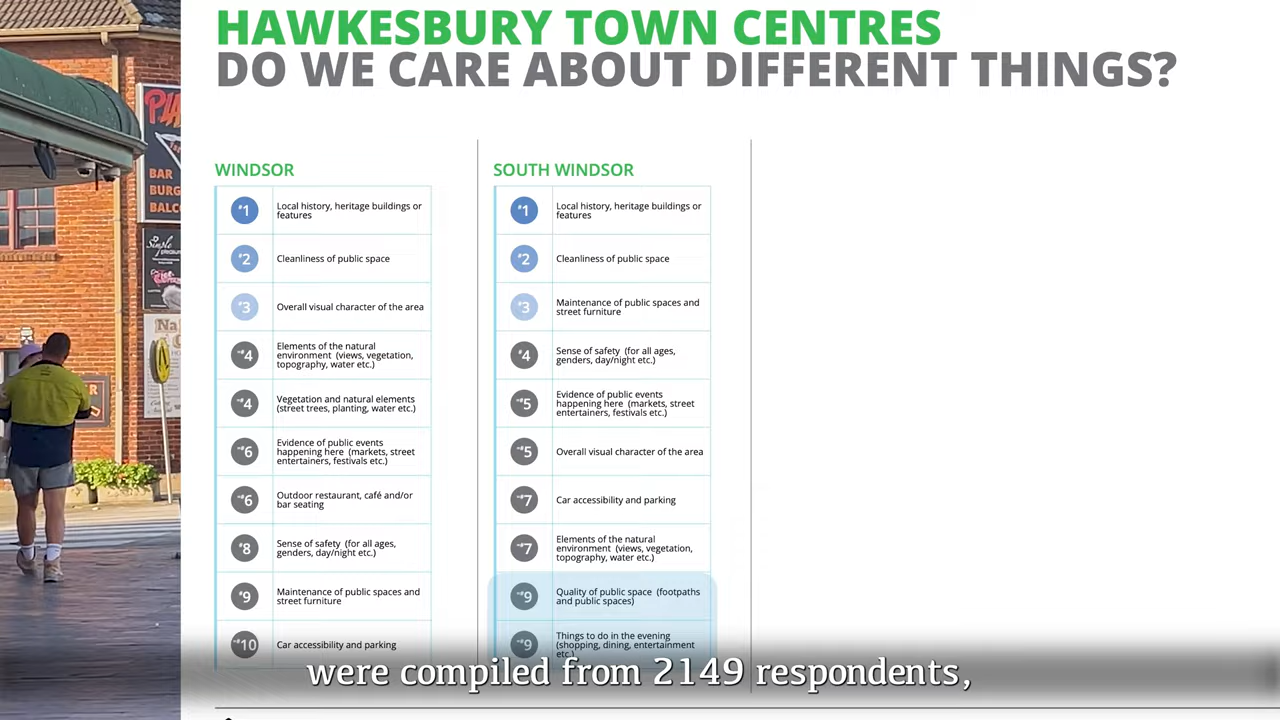 HAWKESBURY TOWN CENTRES
DO WE CARE ABOUT DIFFERENT THINGS?
WINDSOR
#1 Local history, heritage buildings or
features
#2 Cleanliness of public space
#3 Overall visual character of the area
=#4 Elements of the natural
environment (views, vegetation,
topography, water etc.)
=#4 Vegetation and natural elements
(street trees, planting, water etc.)
=#6 Evidence of public events
happening here (markets, street
entertainers, festivals etc.)
=#6 Outdoor restaurant, café and/or
bar seating
#8 Sense of safety (for all ages,
genders, day/night etc.)
#9 Maintenance of public spaces and
street furniture
=#10 Car accessibility and parking
SOUTH WINDSOR
#1 Local history, heritage buildings or
features
#2 Cleanliness of public space
#3 Maintenance of public spaces and
street furniture
#4 Sense of safety (for all ages,
genders, day/night etc.)
=#5 Evidence of public events
happening here (markets, street
entertainers, festivals etc.)
=#5 Overall visual character of the area
=#7 Car accessibility and parking
=#7 Elements of the natural
environment (views, vegetation,
topography, water etc.)
=#9 Quality of public space (footpaths
and public spaces)
=#9 Things to do in the evening
(shopping, dining, entertainment
etc.)
BAR
Simple
were compiled from 2149 respondents,